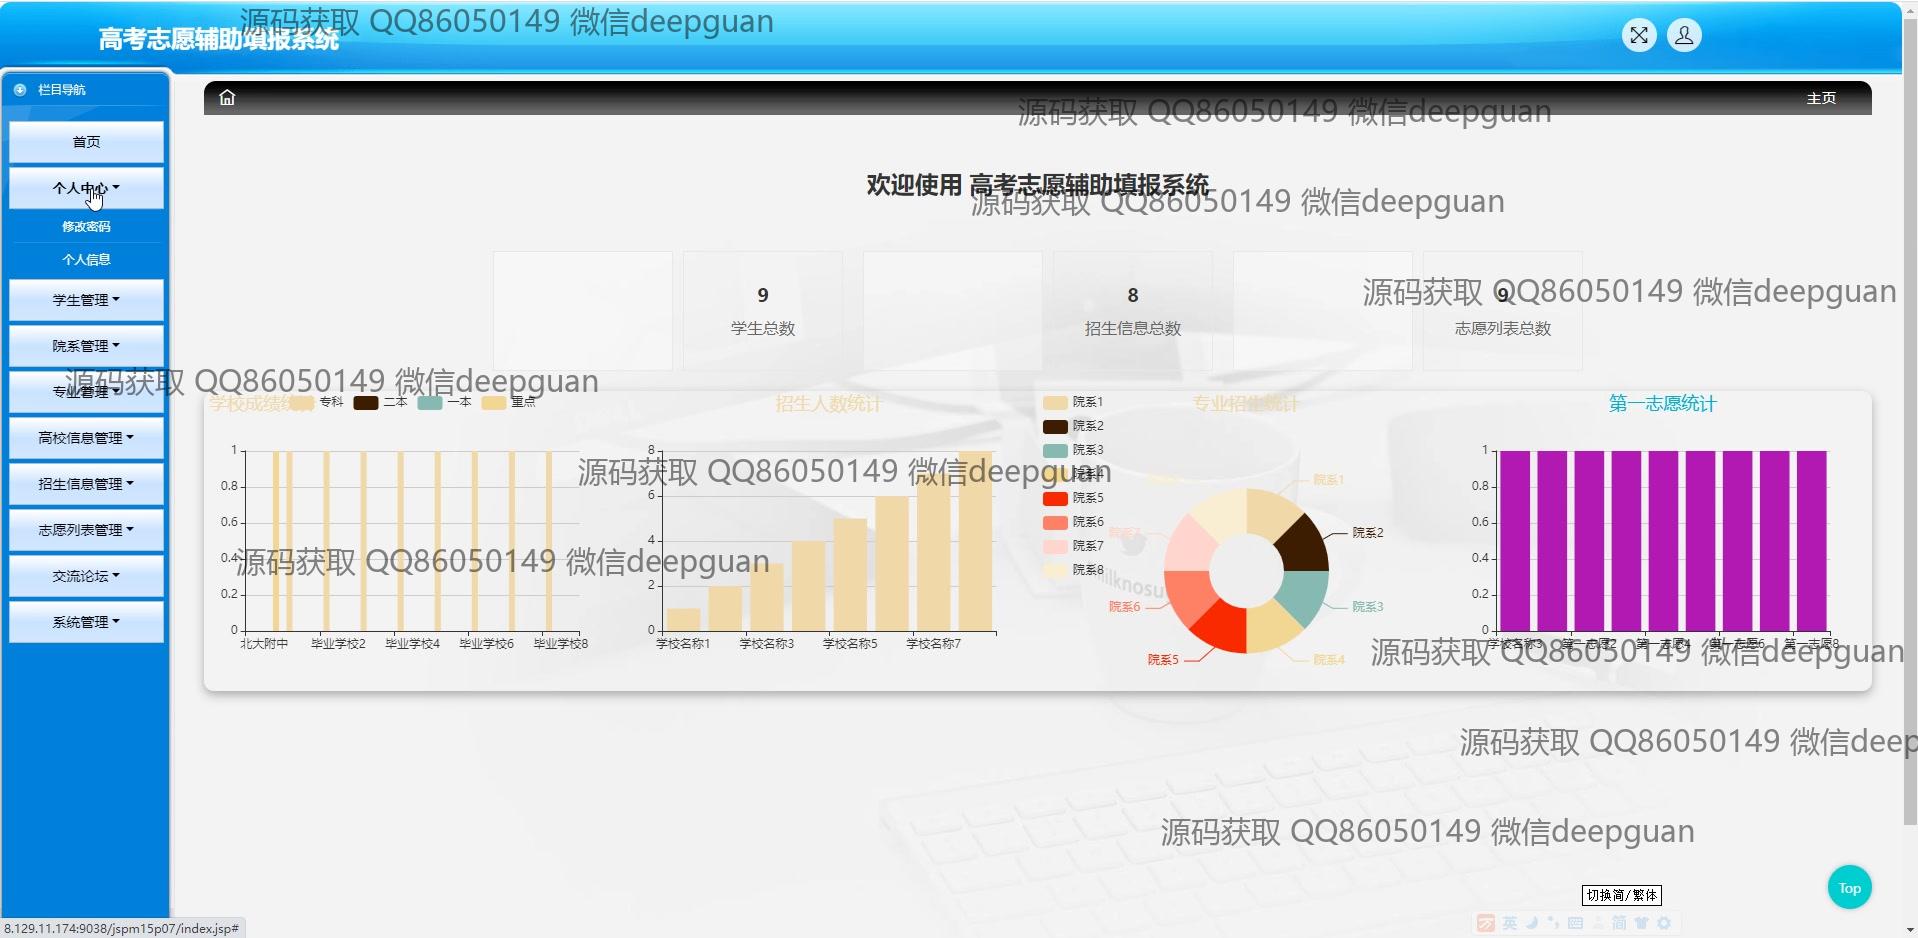 源码获取 QQ86050149 微信deepguan
高考志愿辅助填报系统
栏目导航
主页
源码获取 QQ86050149 微信deepguan
首页
个人中心
欢迎使用 高考志愿辅助填报系统
源码获取 QQ86050149 微信deepguan
修改密码
个人信息
学生管理
9
学生总数
8
招生信息总数
9
志愿列表总数
源码获取 QQ86050149 微信deepguan
院系管理
专业管理
源码获取 QQ86050149 微信deepguan
高校信息管理
招生信息管理
志愿列表管理
交流论坛
系统管理
学校成绩统计
专科 二本 一本 重点
1
0.8
0.6
0.4
0.2
0
北大附中 毕业学校2 毕业学校4 毕业学校6 毕业学校8
源码获取 QQ86050149 微信deepguan
招生人数统计
8
6
4
2
0
学校名称1 学校名称3 学校名称5 学校名称7
源码获取 QQ86050149 微信deepguan
专业招生统计
院系1
院系2
院系3
院系4
院系5
院系6
院系7
院系8
院系1
院系2
院系3
院系4
院系5
院系6
院系7
第一志愿统计
1
0.8
0.6
0.4
0.2
0
学校名称3 第一志愿2 第一志愿4 第一志愿6 第一志愿8
源码获取 QQ86050149 微信deepguan
源码获取 QQ86050149 微信deep
源码获取 QQ86050149 微信deepguan
Top
切换简/繁体
英 简
8.129.11.174:9038/jspm15p07/index.jsp#